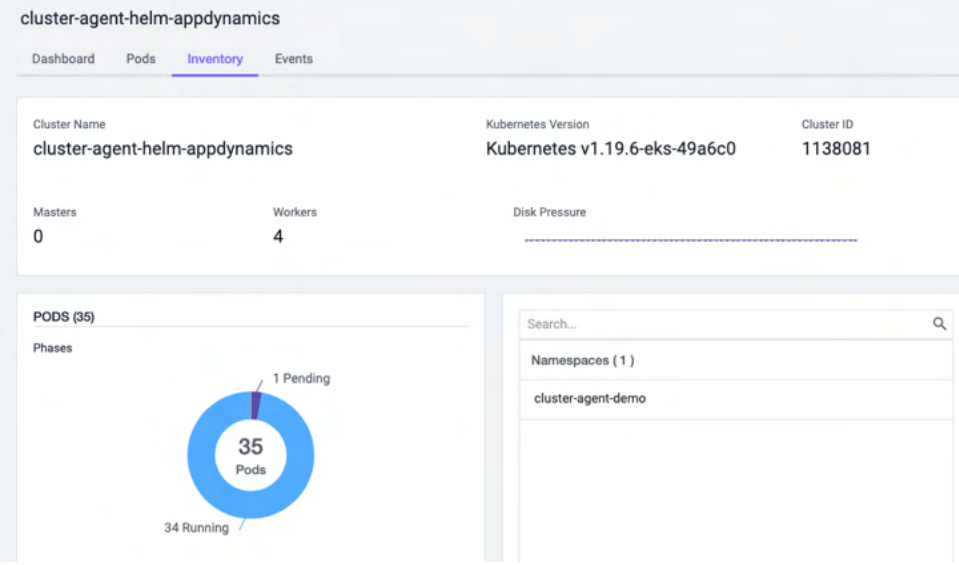 cluster-agent-helm-appdynamics
Dashboard Pods Inventory Events
Cluster Name
cluster-agent-helm-appdynamics
Kubernetes Version
Kubernetes v1.19.6-eks-49a6c0
Cluster ID
1138081
Masters
0
Workers
4
Disk Pressure
PODS (35)
Phases
1 Pending
35
Pods
34 Running
Search...
Namespaces ( 1 )
cluster-agent-demo